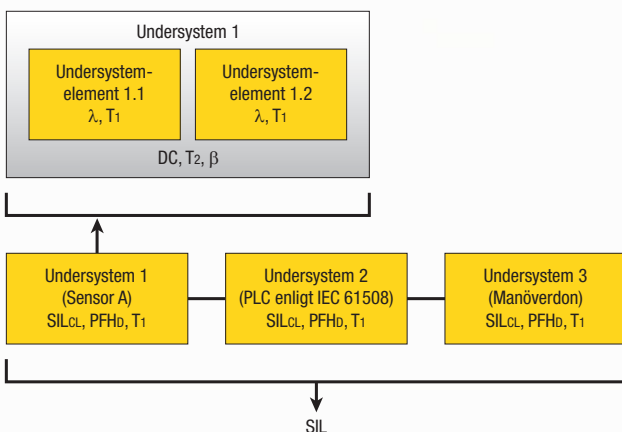 Undersystem 1
Undersystem-
element 1.1
λ, T1
Undersystem-
element 1.2
λ, T1
DC, T2, β
Undersystem 1
(Sensor A)
SILCL, PFHD, T1
Undersystem 2
(PLC enligt IEC 61508)
SILCL, PFHD, T1
Undersystem 3
(Manöverdon)
SILCL, PFHD, T1
SIL